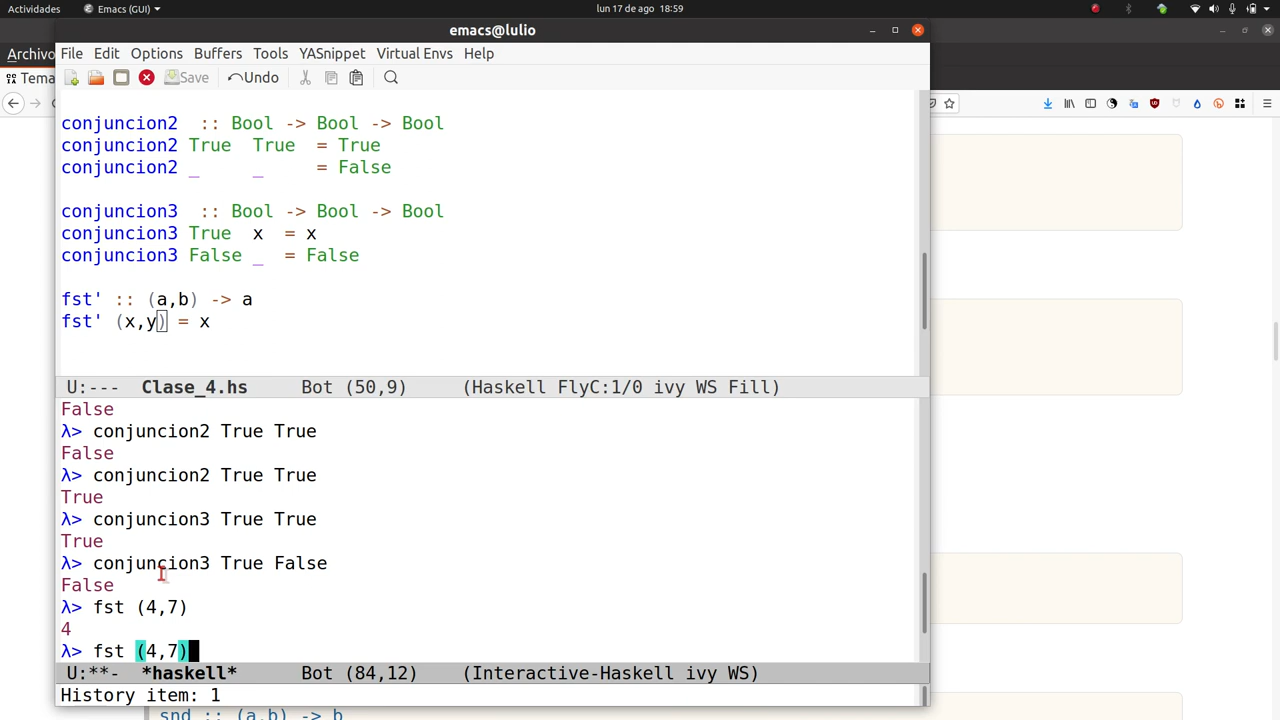 Actividades Emacs (GUI) lun 17 de ago 18:59
emacs@lulio
Archivo
File Edit Options Buffers Tools YASnippet Virtual Envs Help
Tema
Save Undo
conjuncion2 :: Bool -> Bool -> Bool
conjuncion2 True True = True
conjuncion2 _ _ = False
conjuncion3 :: Bool -> Bool -> Bool
conjuncion3 True x = x
conjuncion3 False _ = False
fst' :: (a,b) -> a
fst' (x,y) = x
U:--- Clase_4.hs Bot (50,9) (Haskell FlyC:1/0 ivy WS Fill)
False
λ> conjuncion2 True True
False
λ> conjuncion2 True True
True
λ> conjuncion3 True True
True
λ> conjuncion3 True False
False
λ> fst (4,7)
4
λ> fst (4,7)
U:**- *haskell* Bot (84,12) (Interactive-Haskell ivy WS)
History item: 1
snd :: (a,b) -> b